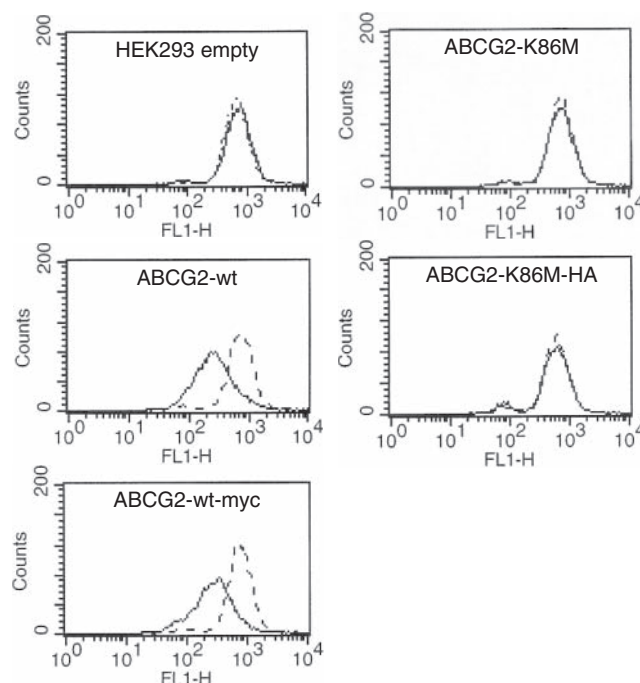 200
HEK293 empty
Counts
0
10^0 10^1 10^2 10^3 10^4
FL1-H
200
ABCG2-K86M
Counts
0
10^0 10^1 10^2 10^3 10^4
FL1-H
200
ABCG2-wt
Counts
0
10^0 10^1 10^2 10^3 10^4
FL1-H
200
ABCG2-K86M-HA
Counts
0
10^0 10^1 10^2 10^3 10^4
FL1-H
200
ABCG2-wt-myc
Counts
0
10^0 10^1 10^2 10^3 10^4
FL1-H